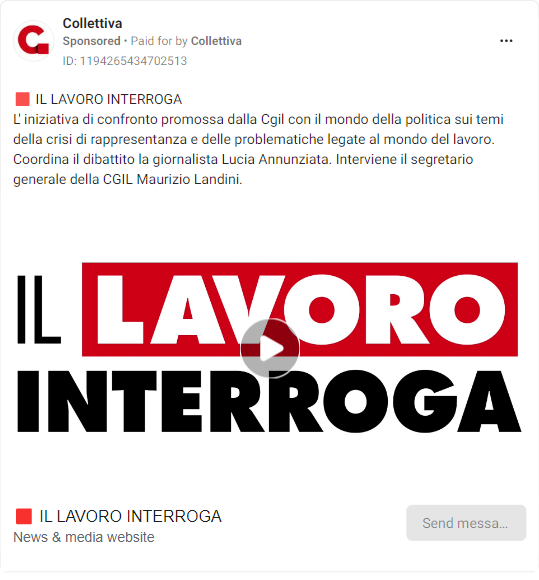 Collettiva
Sponsored • Paid for by Collettiva
ID: 1194265434702513
🟥 IL LAVORO INTERROGA
L' iniziativa di confronto promossa dalla Cgil con il mondo della politica sui temi
della crisi di rappresentanza e delle problematiche legate al mondo del lavoro.
Coordina il dibattito la giornalista Lucia Annunziata. Interviene il segretario
generale della CGIL Maurizio Landini.
IL LAVORO
INTERROGA
🟥 IL LAVORO INTERROGA
News & media website
Send messa...